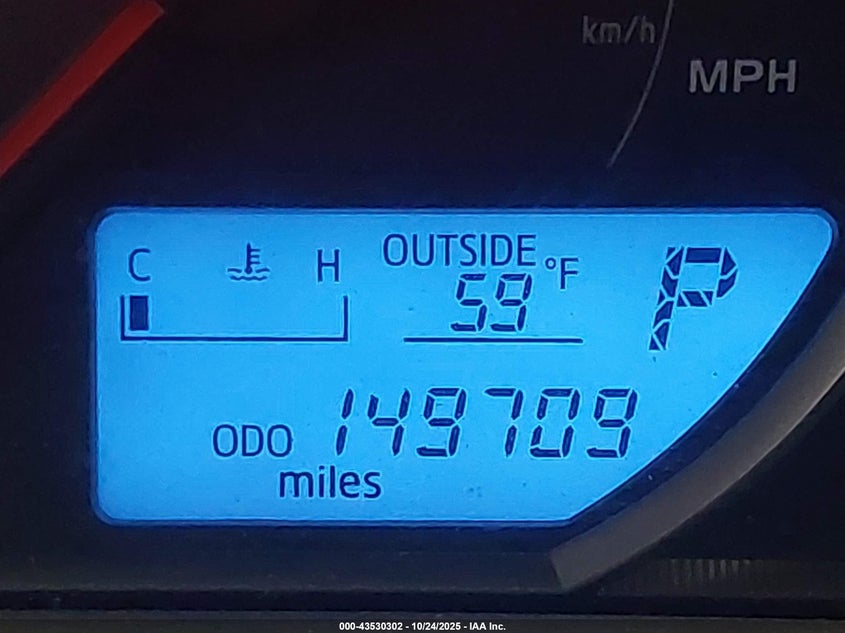 km/h
MPH
C H OUTSIDE
59 °F P
ODO 149709
miles
000-43530302 - 10/24/2025 - IAA Inc.